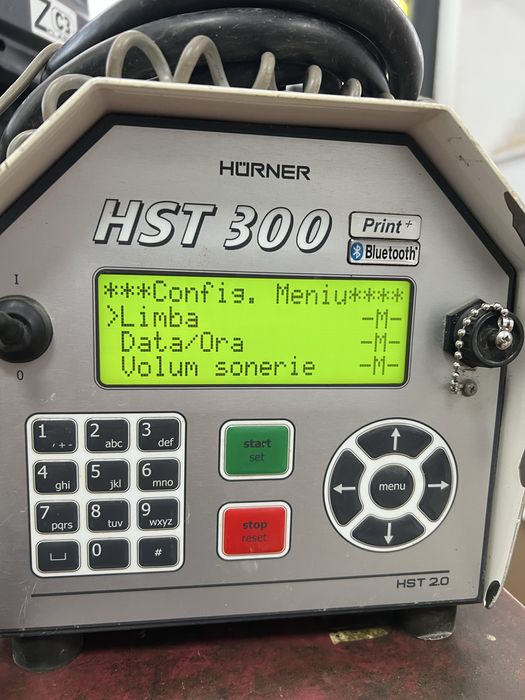 Z C3
HÜRNER
HST 300
Print+
Bluetooth®
I
0
***Config. Meniu****
>Limba -M-
Data/Ora -M-
Volum sonerie -M-
1 , + - 2 abc 3 def
4 ghi 5 jkl 6 mno
7 pqrs 8 tuv 9 wxyz
0 #
start
set
stop
reset
menu
HST 2.0